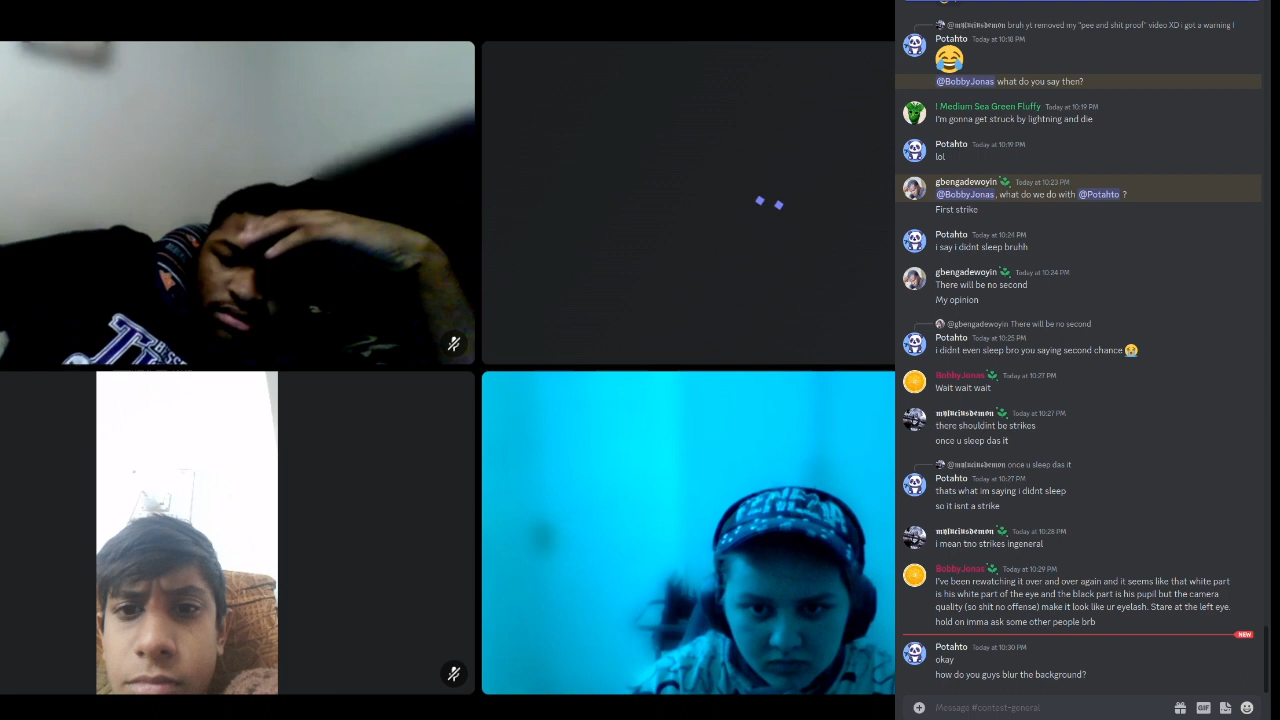 @myluciusdemon bruh yt removed my "pee and shit proof" video XD i got a warning !
Potahto Today at 10:18 PM
@BobbyJonas what do you say then?
! Medium Sea Green Fluffy Today at 10:19 PM
I'm gonna get struck by lightning and die
Potahto Today at 10:19 PM
lol
gbengadewoyin Today at 10:23 PM
@BobbyJonas, what do we do with @Potahto ?
First strike
Potahto Today at 10:24 PM
i say i didnt sleep bruhh
gbengadewoyin Today at 10:24 PM
There will be no second
My opinion
@gbengadewoyin There will be no second
Potahto Today at 10:25 PM
i didnt even sleep bro you saying second chance 😭
BobbyJonas Today at 10:27 PM
Wait wait wait
myluciusdemon Today at 10:27 PM
there shouldint be strikes
once u sleep das it
@myluciusdemon once u sleep das it
Potahto Today at 10:27 PM
thats what im saying i didnt sleep
so it isnt a strike
myluciusdemon Today at 10:28 PM
i mean tno strikes ingeneral
BobbyJonas Today at 10:29 PM
I've been rewatching it over and over again and it seems like that white part
is his white part of the eye and the black part is his pupil but the camera
quality (so shit no offense) make it look like ur eyelash. Stare at the left eye.
hold on imma ask some other people brb
NEW
Potahto Today at 10:30 PM
okay
how do you guys blur the background?
Message #contest-general
GIF